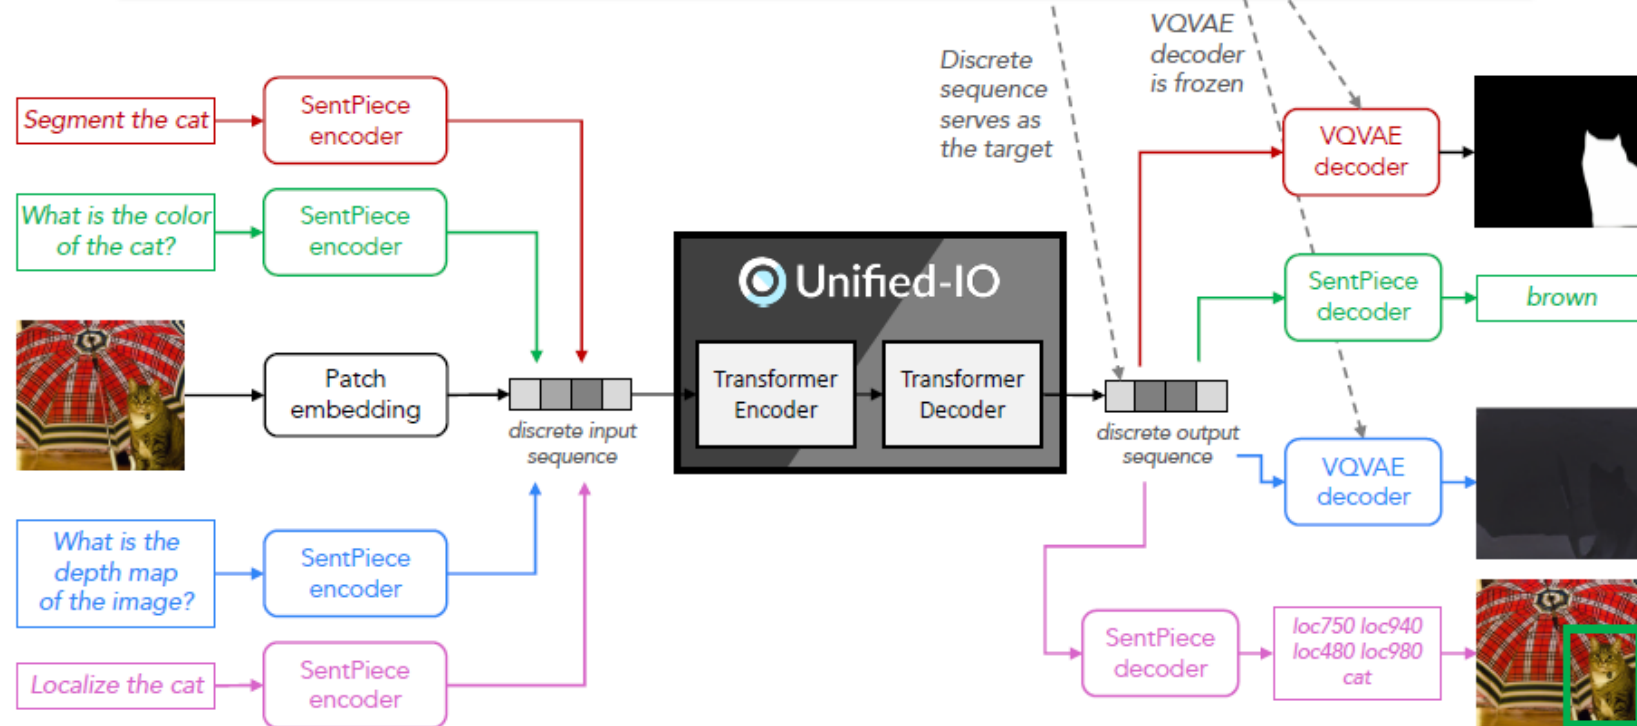 Segment the cat
SentPiece
encoder
What is the color
of the cat?
SentPiece
encoder
Patch
embedding
What is the
depth map
of the image?
SentPiece
encoder
Localize the cat
SentPiece
encoder
discrete input
sequence
Unified-IO
Transformer
Encoder
Transformer
Decoder
Discrete
sequence
serves as
the target
VQVAE
decoder
is frozen
discrete output
sequence
VQVAE
decoder
SentPiece
decoder
brown
VQVAE
decoder
SentPiece
decoder
loc750 loc940
loc480 loc980
cat